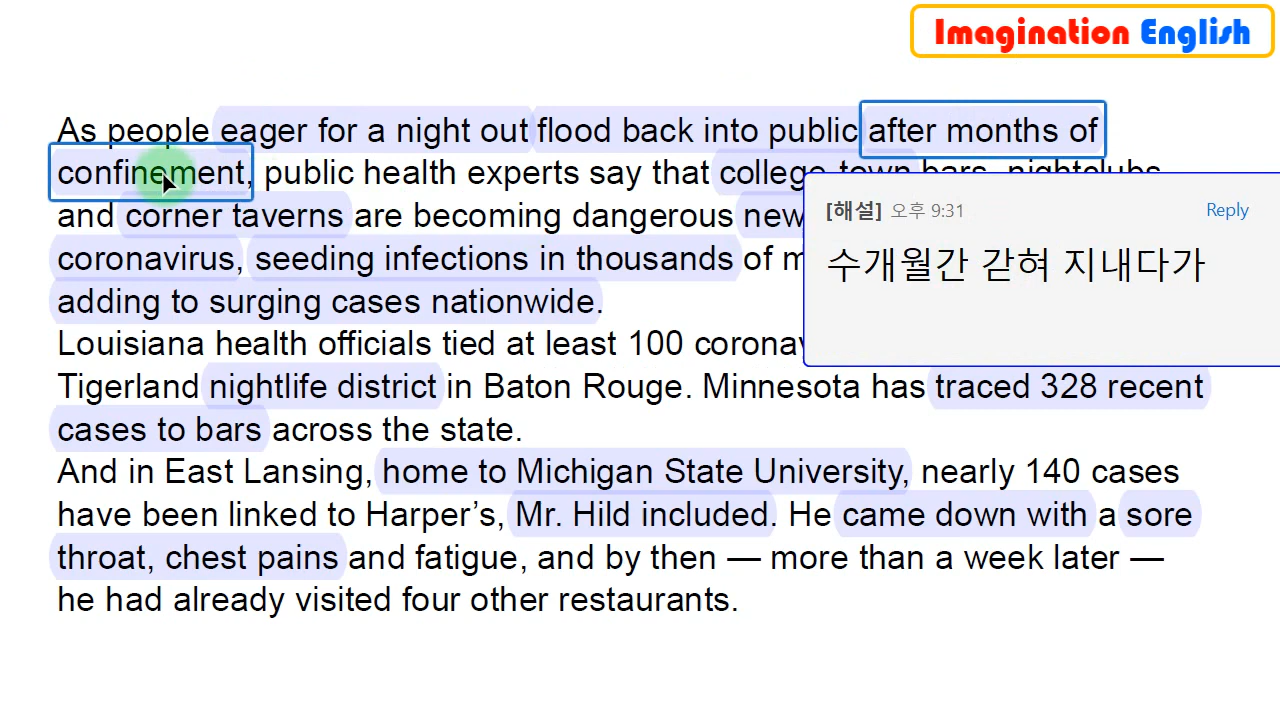 Imagination English
As people eager for a night out flood back into public after months of
confinement, public health experts say that college town bars, nightclubs
and corner taverns are becoming dangerous new
[해설] 오후 9:31 Reply
수개월간 갇혀 지내다가
coronavirus, seeding infections in thousands of m
adding to surging cases nationwide.
Louisiana health officials tied at least 100 coronav
Tigerland nightlife district in Baton Rouge. Minnesota has traced 328 recent
cases to bars across the state.
And in East Lansing, home to Michigan State University, nearly 140 cases
have been linked to Harper’s, Mr. Hild included. He came down with a sore
throat, chest pains and fatigue, and by then — more than a week later —
he had already visited four other restaurants.